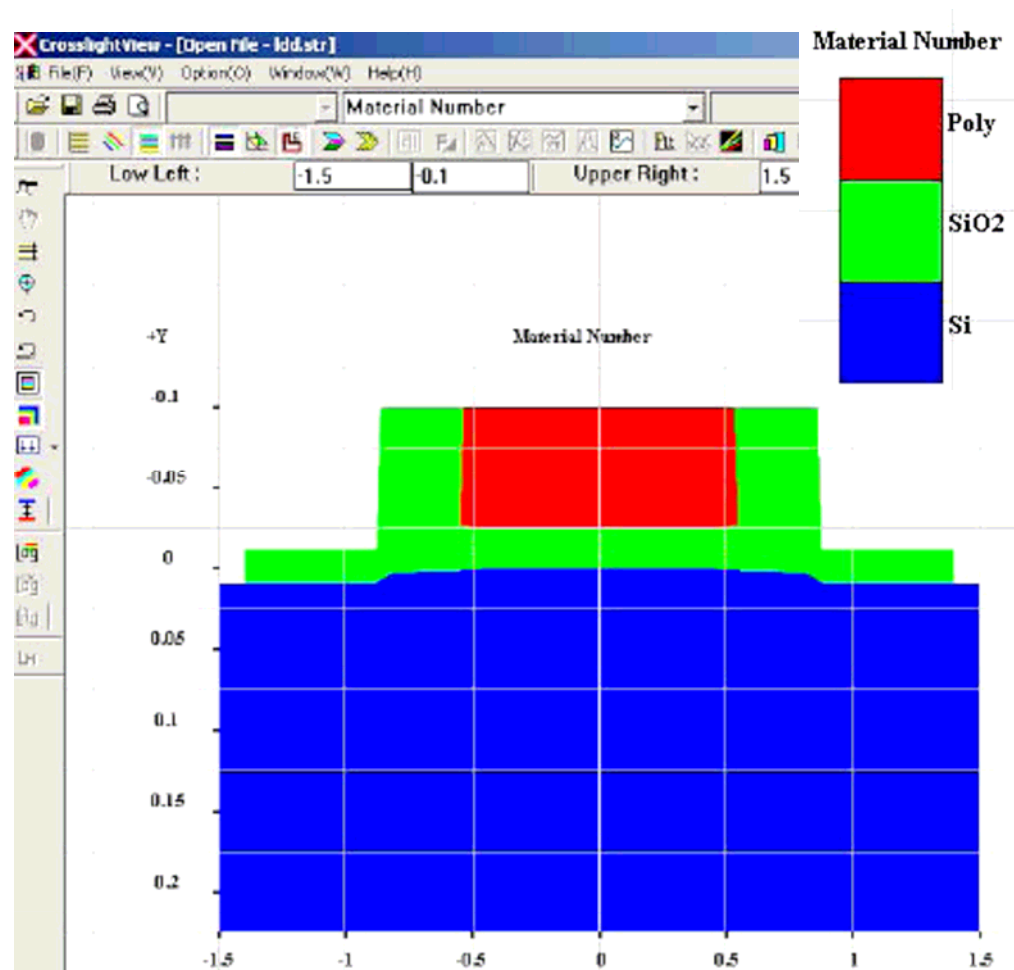 CrosslightView - [Open File - ldd.str]
File(F) View(V) Option(O) Window(W) Help(H)
Material Number
Low Left : -1.5 -0.1 Upper Right : 1.5
Material Number
Poly
SiO2
Si
+Y
Material Number
-0.1
-0.05
0
0.05
0.1
0.15
0.2
-1.5 -1 -0.5 0 0.5 1 1.5